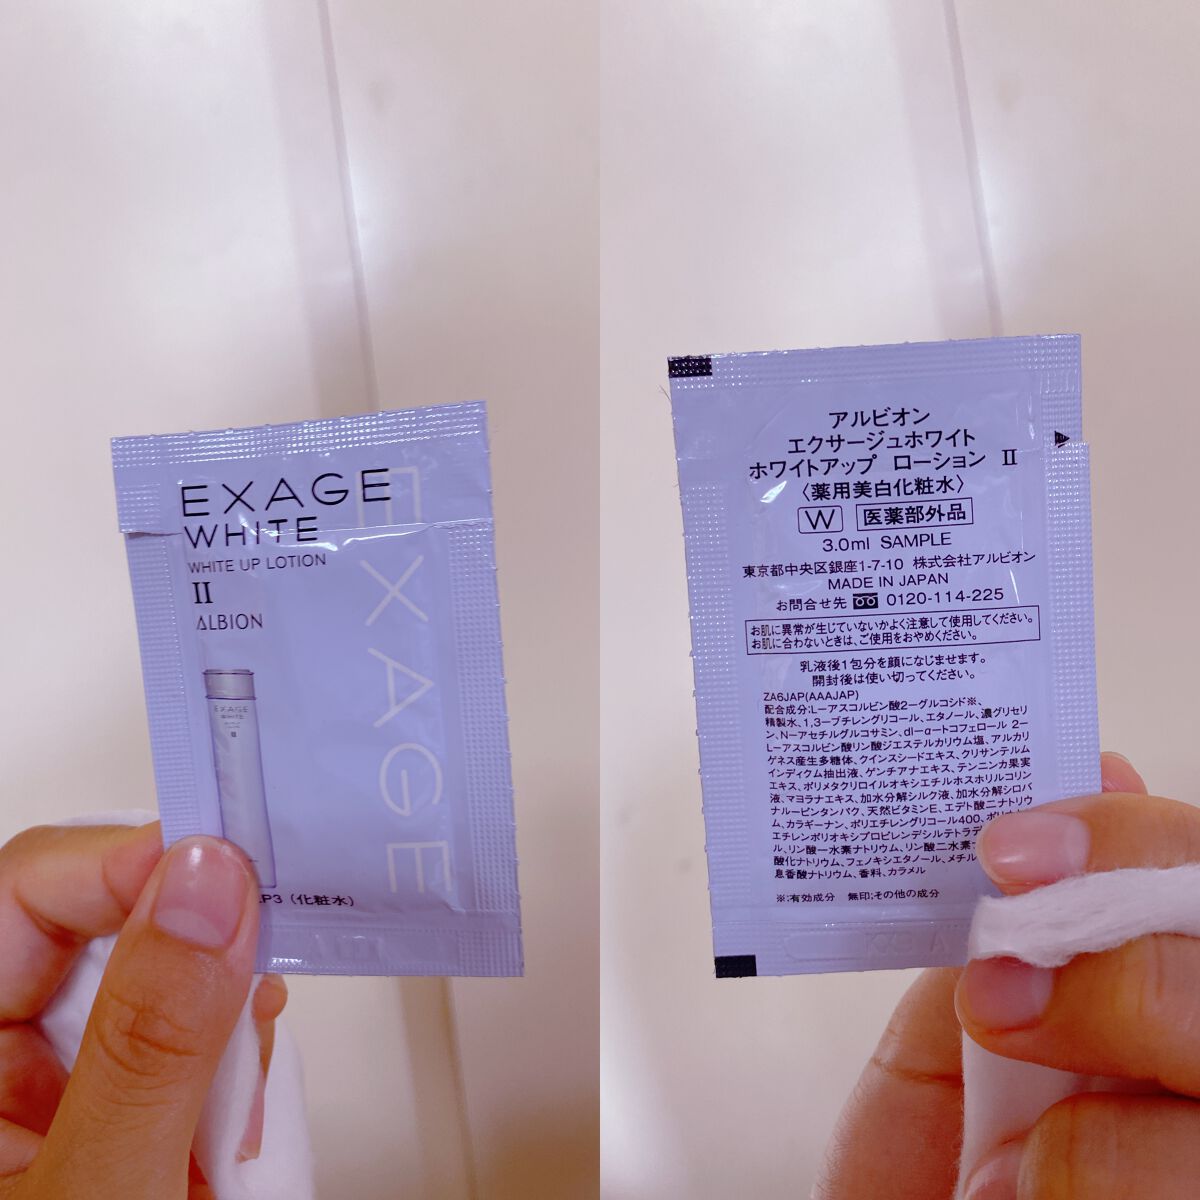 EXAGE
WHITE
WHITE UP LOTION
II
ALBION
EXAGE
EXAGE
WHITE
P3 (化粧水)
アルビオン
エクサージュホワイト
ホワイトアップ ローション II
〈薬用美白化粧水〉
W 医薬部外品
3.0ml SAMPLE
東京都中央区銀座1-7-10 株式会社アルビオン
MADE IN JAPAN
お問合せ先 0120-114-225
お肌に異常が生じていないかよく注意して使用してください。
お肌に合わないときは、ご使用をおやめください。
乳液後1包分を顔になじませます。
開封後は使い切ってください。
ZA6JAP(AAAJAP)
配合成分:L-アスコルビン酸2-グルコシド※、
精製水、1,3-ブチレングリコール、エタノール、濃グリセリ
ン、N-アセチルグルコサミン、dl-α-トコフェロール 2-
L-アスコルビン酸リン酸ジエステルカリウム塩、アルカリ
ゲネス産生多糖体、クインスシードエキス、クリサンテルム
インディクム抽出液、ゲンチアナエキス、テンニンカ果実
エキス、ポリメタクリロイルオキシエチルホスホリルコリン
液、マヨラナエキス、加水分解シルク液、加水分解シロバ
ナルーピンタンパク、天然ビタミンE、エデト酸二ナトリウ
ム、カラギーナン、ポリエチレングリコール400、ポリオキ
エチレンポリオキシプロピレンデシルテトラデ
ル、リン酸一水素ナトリウム、リン酸二水素
酸化ナトリウム、フェノキシエタノール、メチル
息香酸ナトリウム、香料、カラメル
※:有効成分 無印:その他の成分